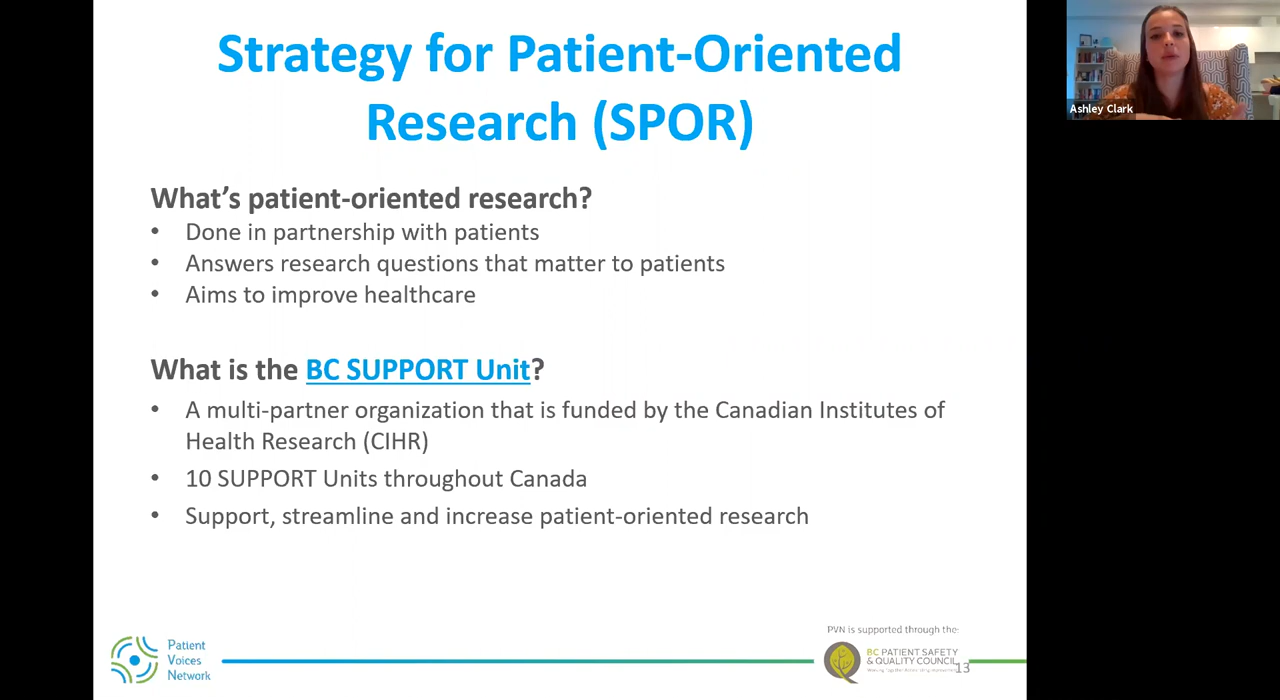 Strategy for Patient-Oriented
Research (SPOR)
Ashley Clark
What's patient-oriented research?
• Done in partnership with patients
• Answers research questions that matter to patients
• Aims to improve healthcare
What is the BC SUPPORT Unit?
• A multi-partner organization that is funded by the Canadian Institutes of
Health Research (CIHR)
• 10 SUPPORT Units throughout Canada
• Support, streamline and increase patient-oriented research
Patient
Voices
Network
PVN is supported through the:
BC PATIENT SAFETY
& QUALITY COUNCIL
13